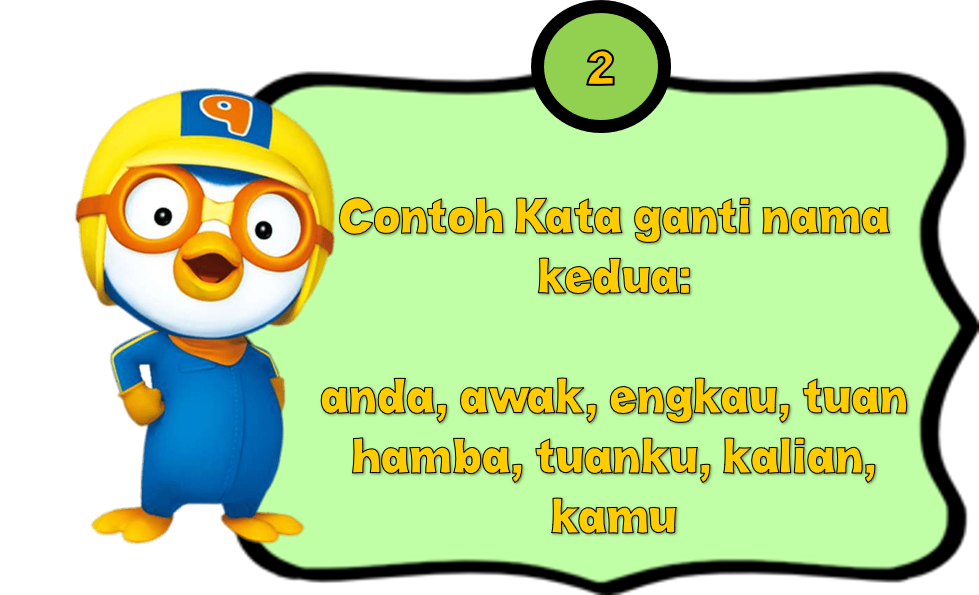 2
q
Contoh Kata ganti nama
kedua:
anda, awak, engkau, tuan
hamba, tuanku, kalian,
kamu